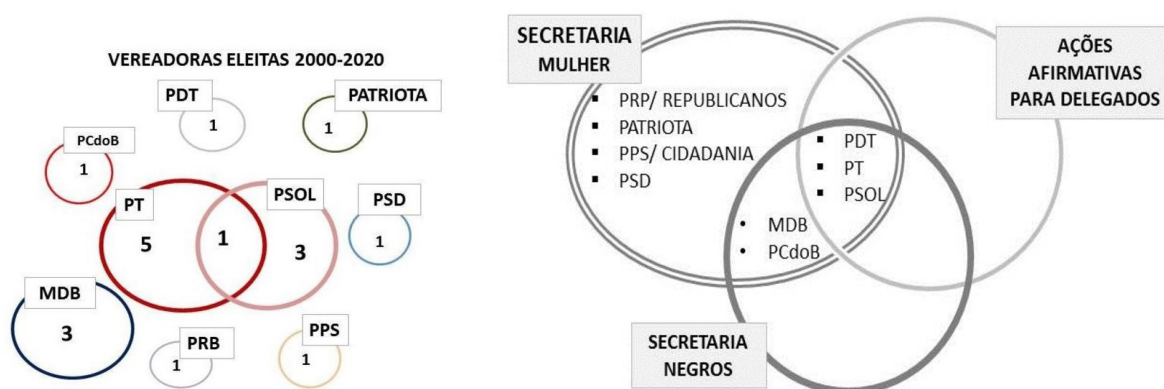 VEREADORAS ELEITAS 2000-2020
PDT
1
PATRIOTA
1
PCdoB
1
PT
5
1
PSOL
3
PSD
1
MDB
3
PRB
1
PPS
1
SECRETARIA
MULHER
AÇÕES
AFIRMATIVAS
PARA DELEGADOS
▪ PRP/ REPUBLICANOS
▪ PATRIOTA
▪ PPS/ CIDADANIA
▪ PSD
▪ PDT
▪ PT
▪ PSOL
• MDB
• PCdoB
SECRETARIA
NEGROS